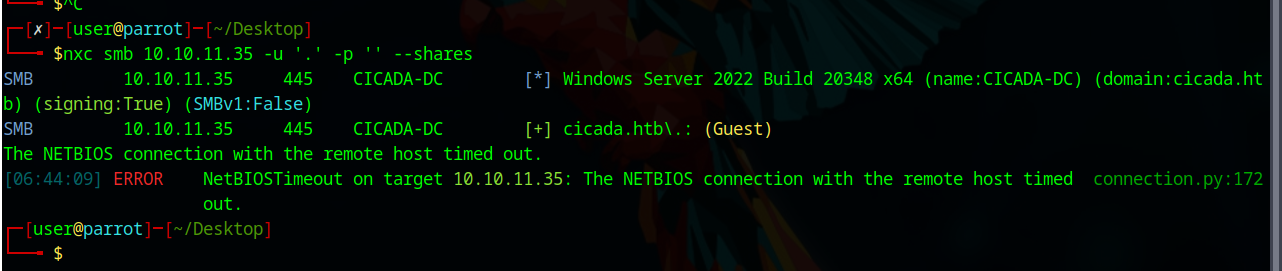 $^C
[✗]─[user@parrot]─[~/Desktop]
$nxc smb 10.10.11.35 -u '.' -p '' --shares
SMB 10.10.11.35 445 CICADA-DC [*] Windows Server 2022 Build 20348 x64 (name:CICADA-DC) (domain:cicada.ht
b) (signing:True) (SMBv1:False)
SMB 10.10.11.35 445 CICADA-DC [+] cicada.htb\.: (Guest)
The NETBIOS connection with the remote host timed out.
[06:44:09] ERROR NetBIOSTimeout on target 10.10.11.35: The NETBIOS connection with the remote host timed connection.py:172
out.
[user@parrot]─[~/Desktop]
$